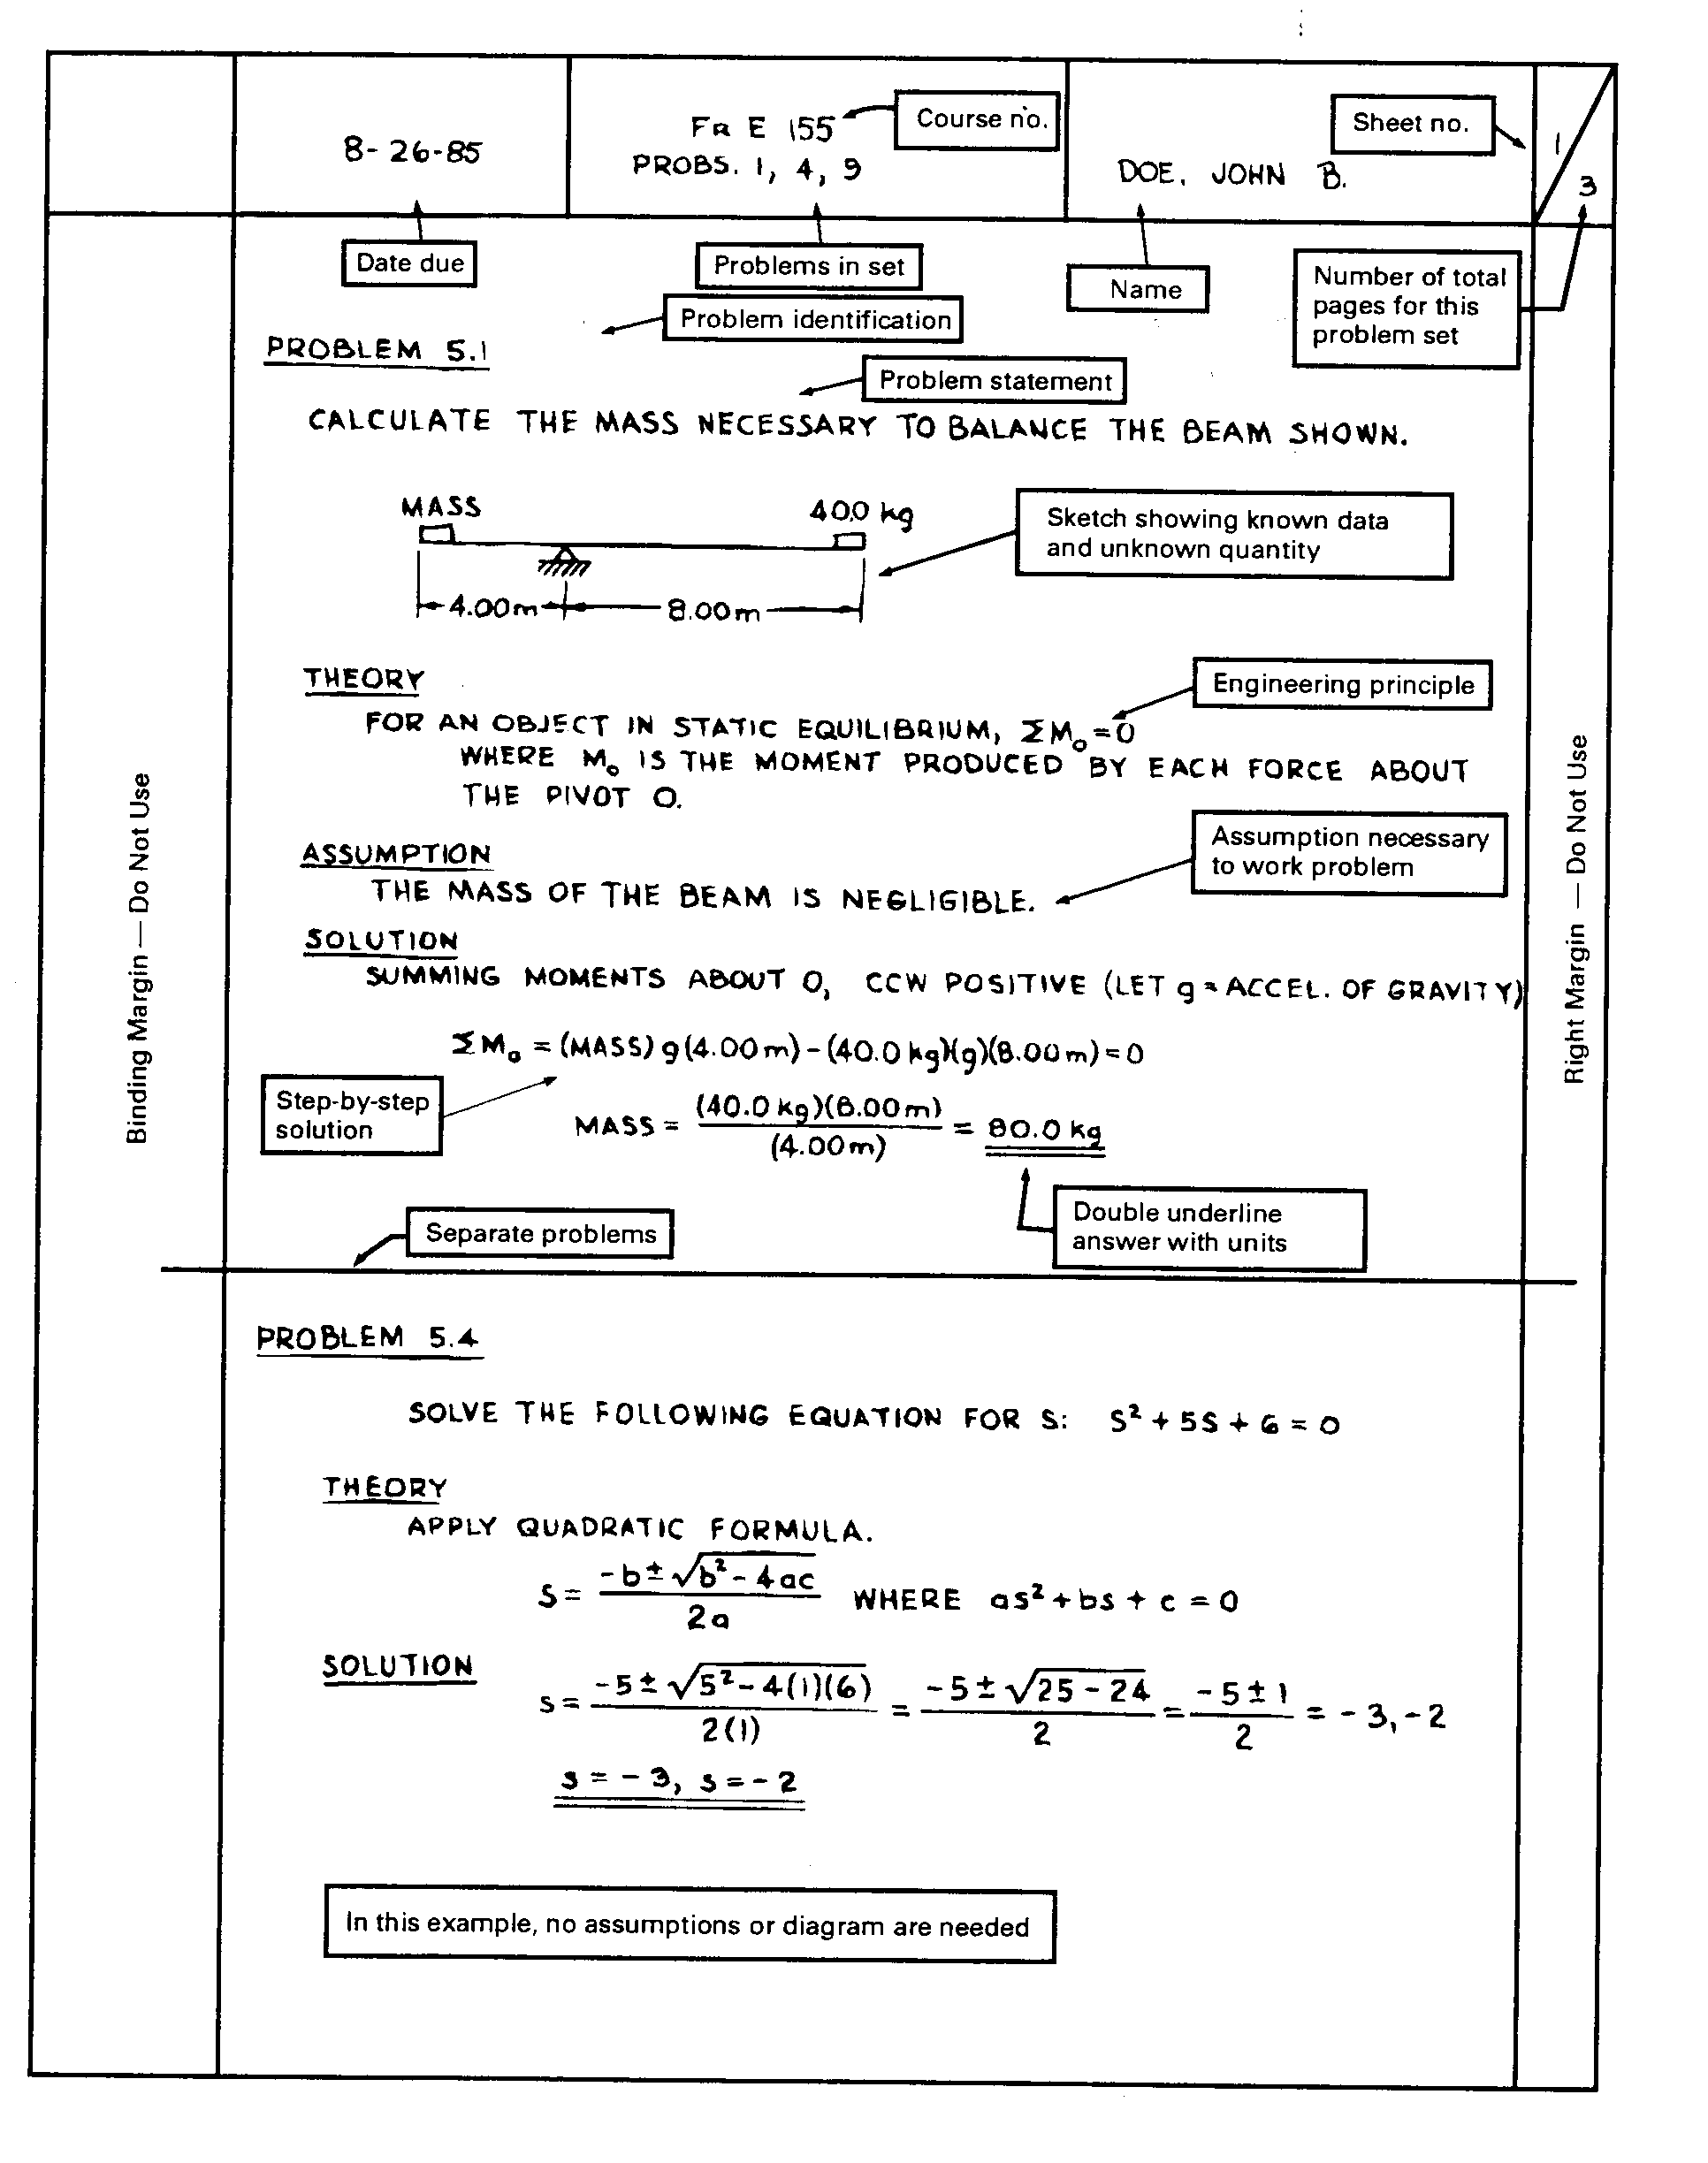 8-26-85
FR E 155
PROBS. 1, 4, 9
Course no.
DOE, JOHN B.
Sheet no.
1
3
Date due
Problems in set
Name
Number of total
pages for this
problem set
Problem identification
PROBLEM 5.1
Problem statement
CALCULATE THE MASS NECESSARY TO BALANCE THE BEAM SHOWN.
MASS
40.0 kg
Sketch showing known data
and unknown quantity
4.00m
8.00m
THEORY
Engineering principle
FOR AN OBJECT IN STATIC EQUILIBRIUM, ΣM₀=0
WHERE M₀ IS THE MOMENT PRODUCED BY EACH FORCE ABOUT
THE PIVOT O.
Assumption necessary
to work problem
ASSUMPTION
THE MASS OF THE BEAM IS NEGLIGIBLE.
SOLUTION
SUMMING MOMENTS ABOUT O, CCW POSITIVE (LET g = ACCEL. OF GRAVITY)
ΣM₀ = (MASS) g(4.00m) - (40.0 kg)(g)(8.00m) = 0
Step-by-step
solution
MASS = (40.0 kg)(8.00m) / (4.00m) = 80.0 kg
Double underline
answer with units
Separate problems
Binding Margin — Do Not Use
Right Margin — Do Not Use
PROBLEM 5.4
SOLVE THE FOLLOWING EQUATION FOR S: S² + 5S + 6 = 0
THEORY
APPLY QUADRATIC FORMULA.
S = -b ± √b² - 4ac / 2a WHERE as² + bs + c = 0
SOLUTION
s = -5 ± √5² - 4(1)(6) / 2(1) = -5 ± √25 - 24 / 2 = -5 ± 1 / 2 = -3, -2
s = -3, s = -2
In this example, no assumptions or diagram are needed